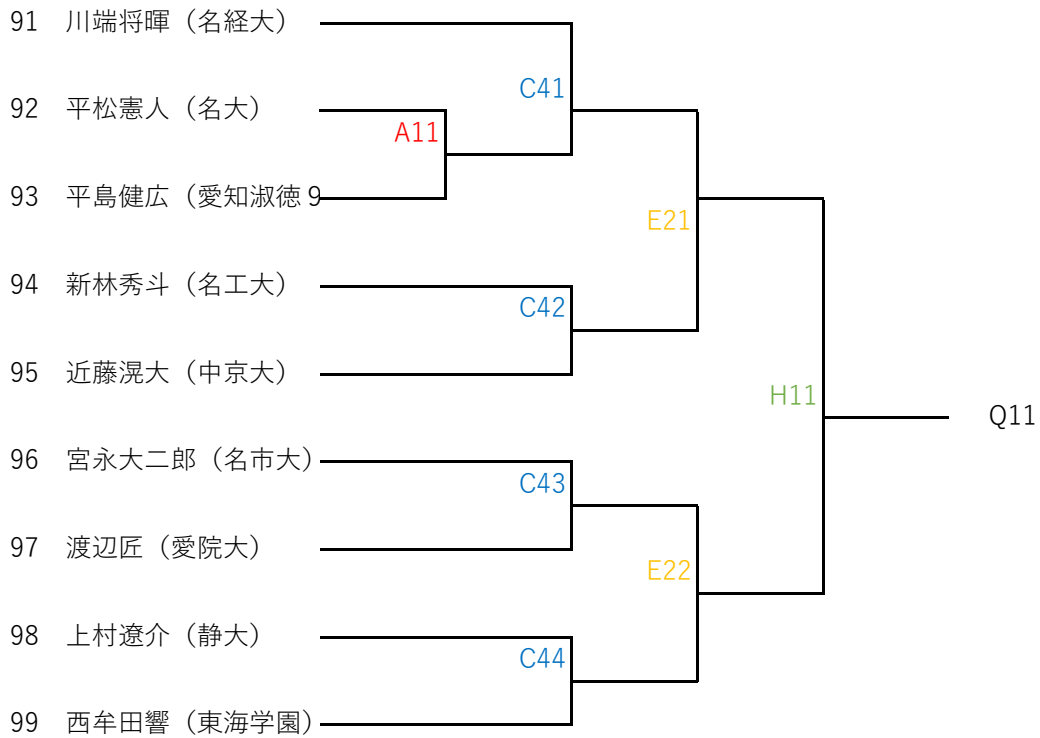 91 川端将暉（名経大）
C41
92 平松憲人（名大）
A11
93 平島健広（愛知淑徳 9
E21
94 新林秀斗（名工大）
C42
95 近藤滉大（中京大）
H11
Q11
96 宮永大二郎（名市大）
C43
97 渡辺匠（愛院大）
E22
98 上村遼介（静大）
C44
99 西牟田響（東海学園）